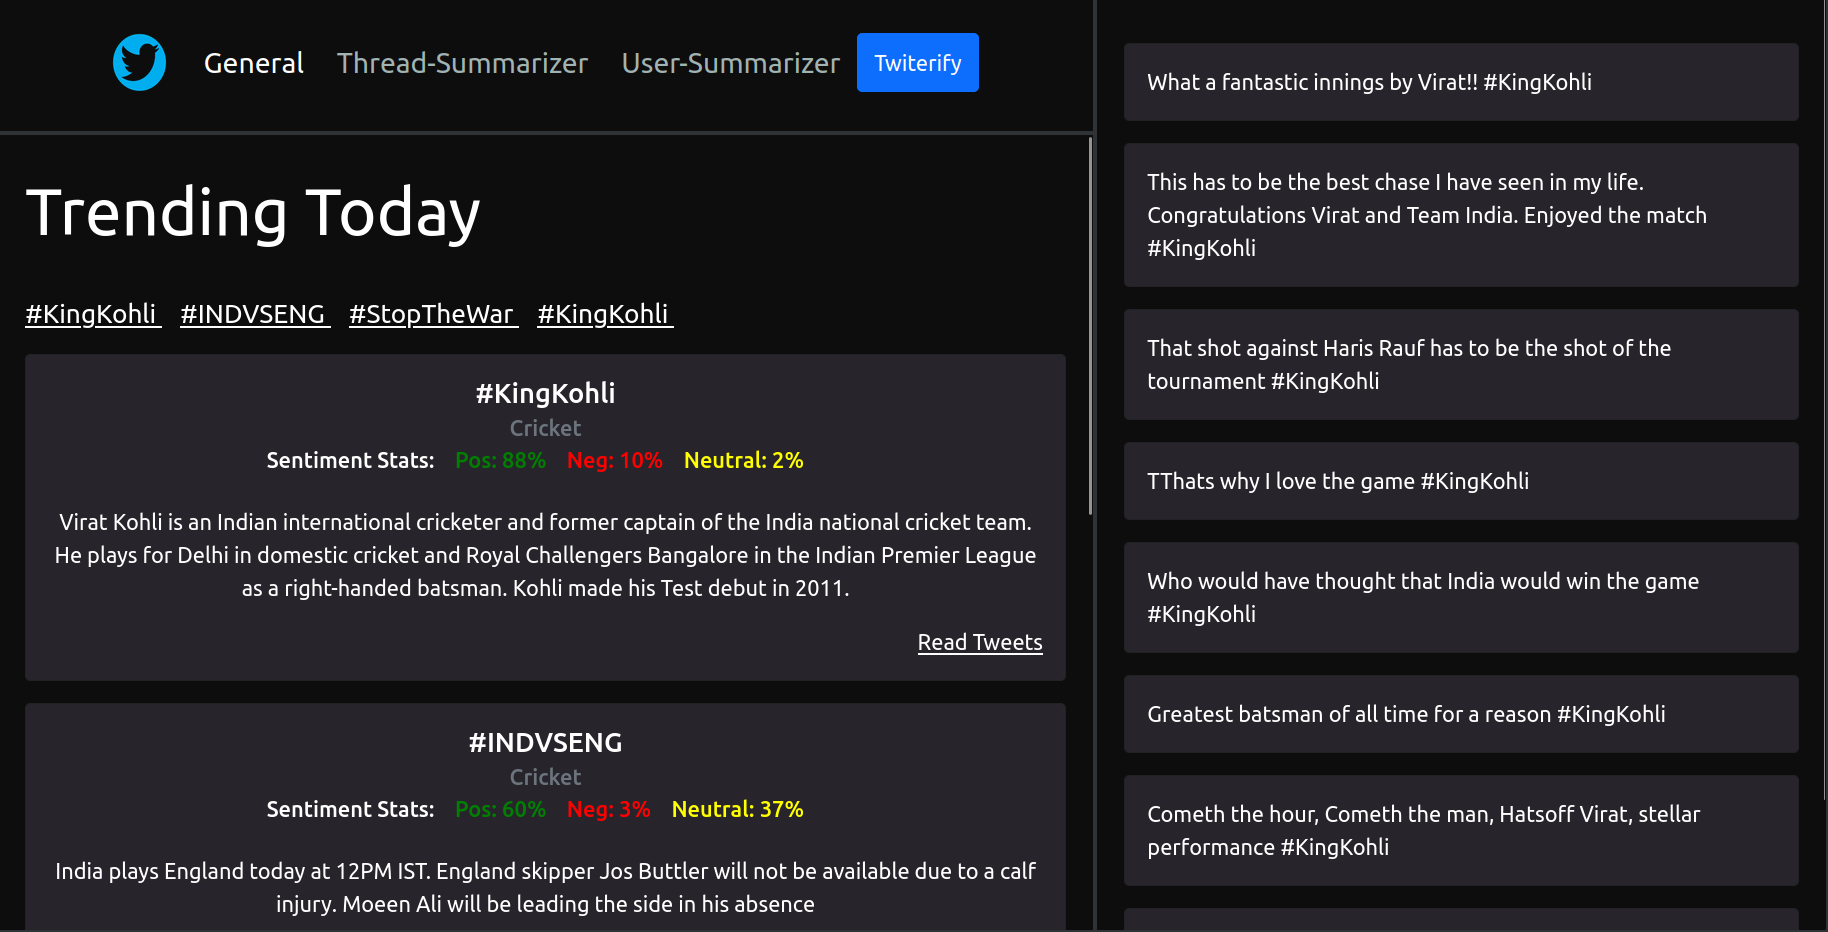 General Thread-Summarizer User-Summarizer Twiterify
Trending Today
#KingKohli #INDVSENG #StopTheWar #KingKohli
#KingKohli
Cricket
Sentiment Stats: Pos: 88% Neg: 10% Neutral: 2%
Virat Kohli is an Indian international cricketer and former captain of the India national cricket team.
He plays for Delhi in domestic cricket and Royal Challengers Bangalore in the Indian Premier League
as a right-handed batsman. Kohli made his Test debut in 2011.
Read Tweets
#INDVSENG
Cricket
Sentiment Stats: Pos: 60% Neg: 3% Neutral: 37%
India plays England today at 12PM IST. England skipper Jos Buttler will not be available due to a calf
injury. Moeen Ali will be leading the side in his absence
What a fantastic innings by Virat!! #KingKohli
This has to be the best chase I have seen in my life.
Congratulations Virat and Team India. Enjoyed the match
#KingKohli
That shot against Haris Rauf has to be the shot of the
tournament #KingKohli
TThats why I love the game #KingKohli
Who would have thought that India would win the game
#KingKohli
Greatest batsman of all time for a reason #KingKohli
Cometh the hour, Cometh the man, Hatsoff Virat, stellar
performance #KingKohli